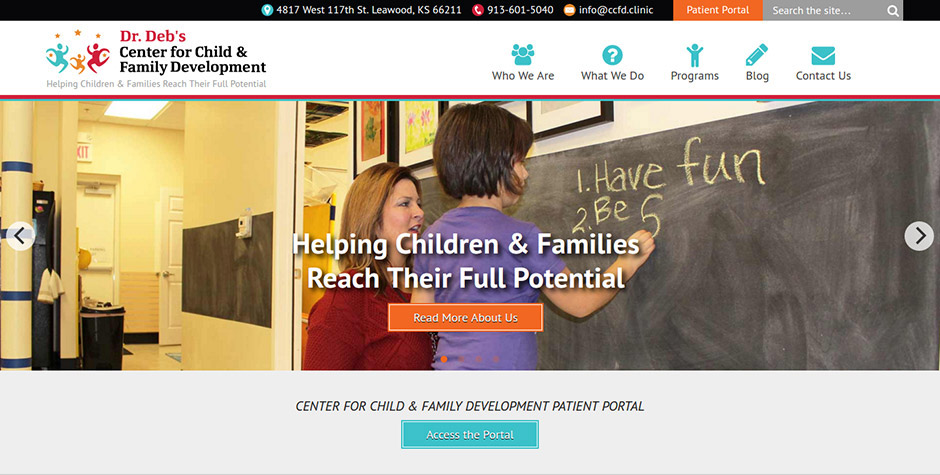 4817 West 117th St. Leawood, KS 66211 913-601-5040 info@ccfd.clinic Patient Portal Search the site...
Dr. Deb's
Center for Child &
Family Development
Helping Children & Families Reach Their Full Potential
Who We Are What We Do Programs Blog Contact Us
EXIT
1. Have fun
2. Be 5
Helping Children & Families
Reach Their Full Potential
Read More About Us
CENTER FOR CHILD & FAMILY DEVELOPMENT PATIENT PORTAL
Access the Portal